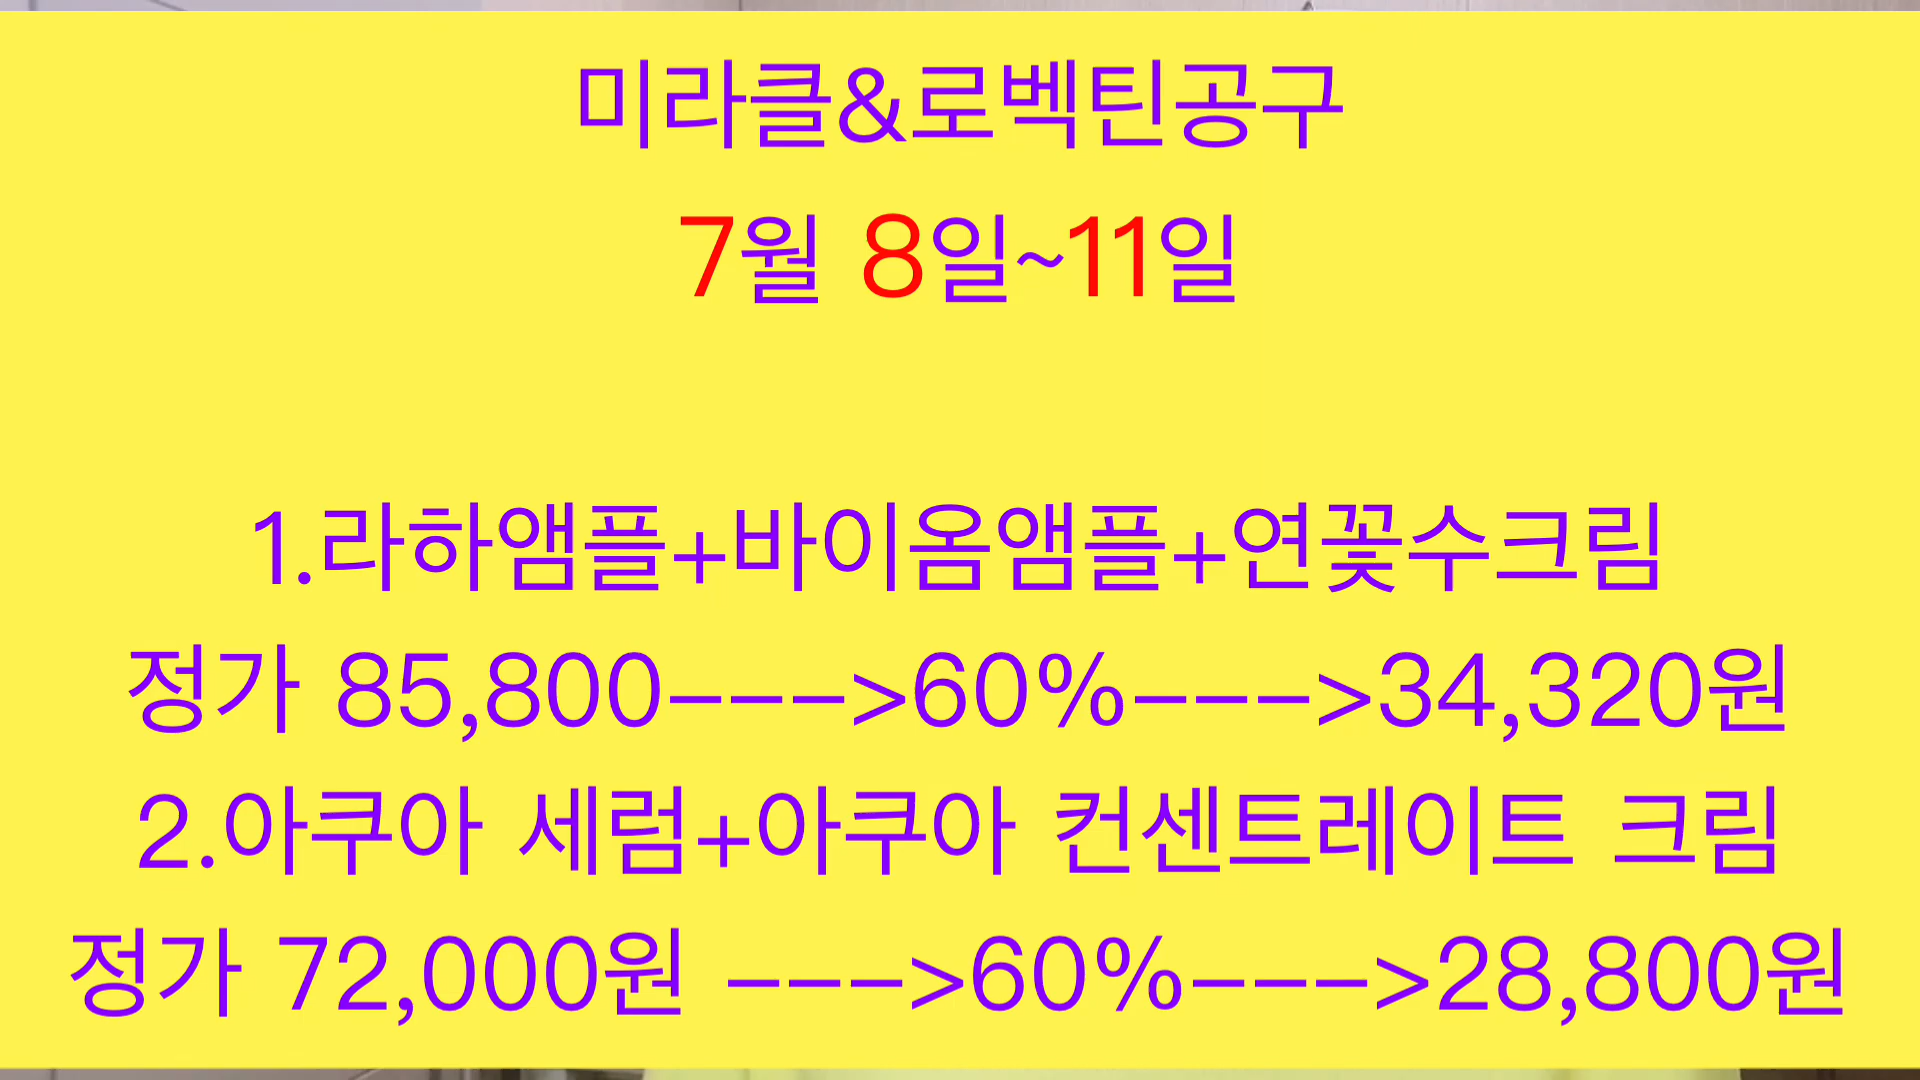 미라클&로벡틴공구
7월 8일~11일
1.라하앰플+바이옴앰플+연꽃수크림
정가 85,800--->60%--->34,320원
2.아쿠아 세럼+아쿠아 컨센트레이트 크림
정가 72,000원 --->60%--->28,800원